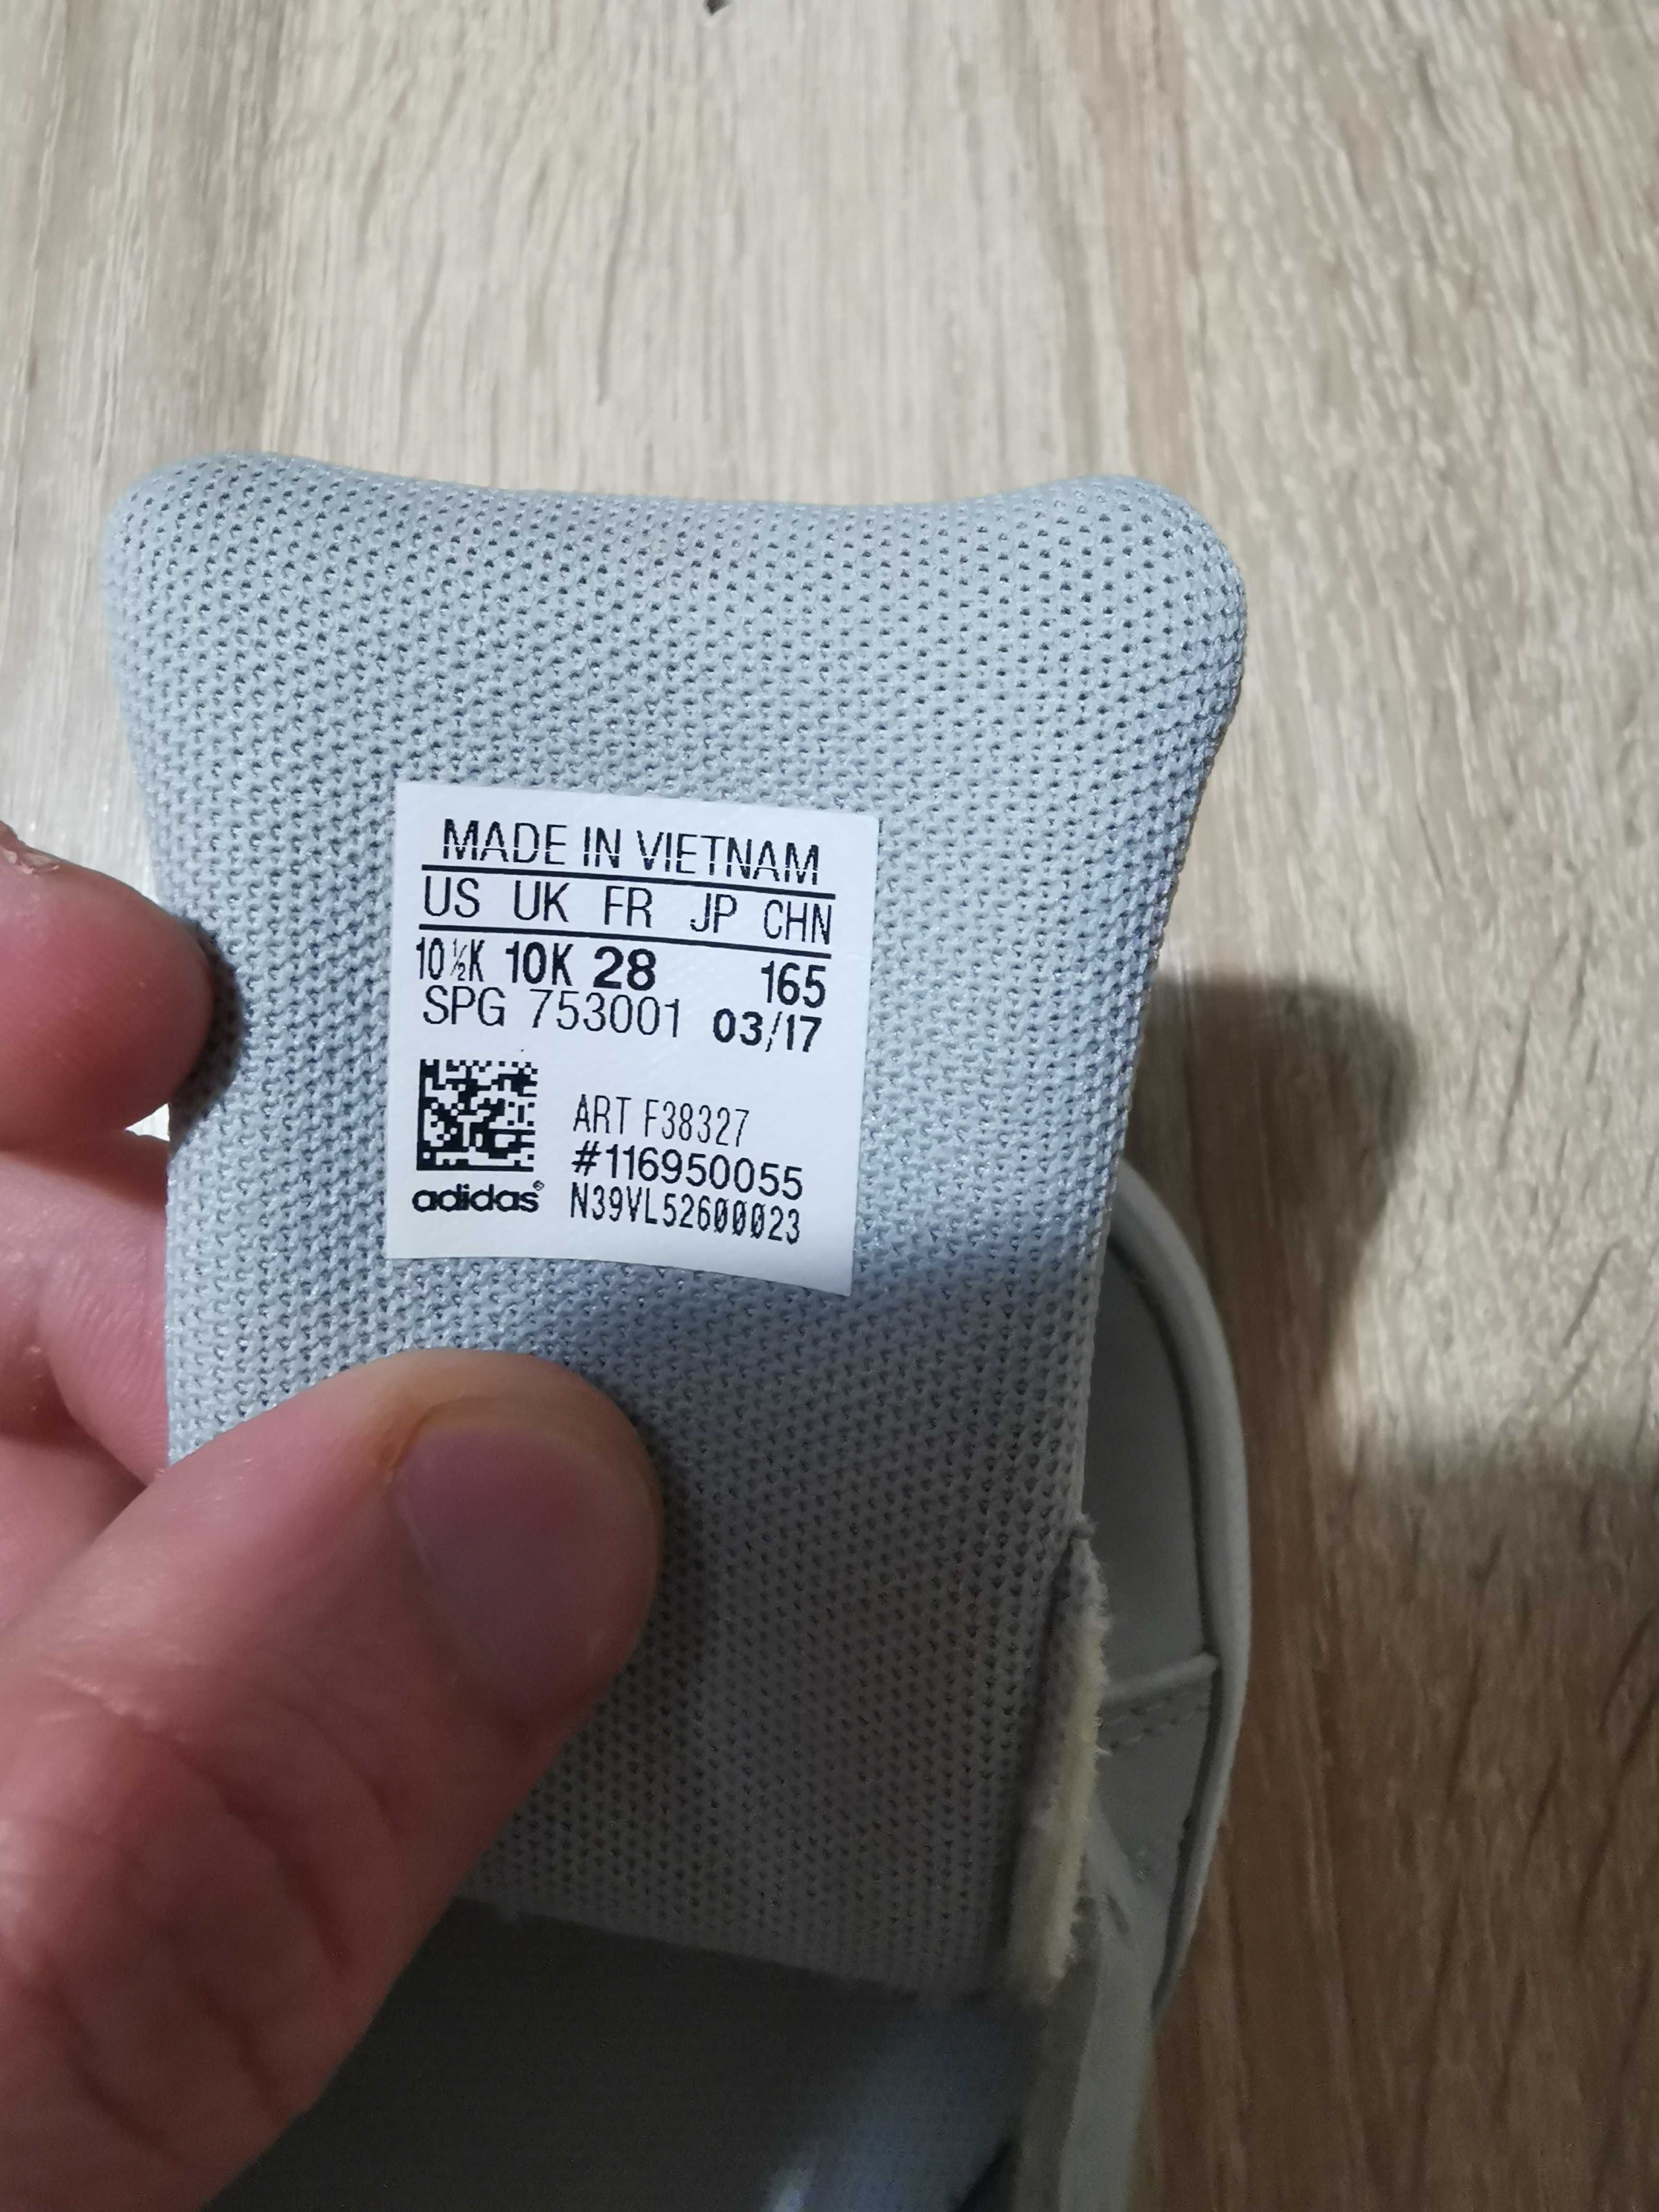 MADE IN VIETNAM
US UK FR JP CHN
10½K 10K 28 165
SPG 753001 03/17
ART F38327
#116950055
adidas® N39VL52600023